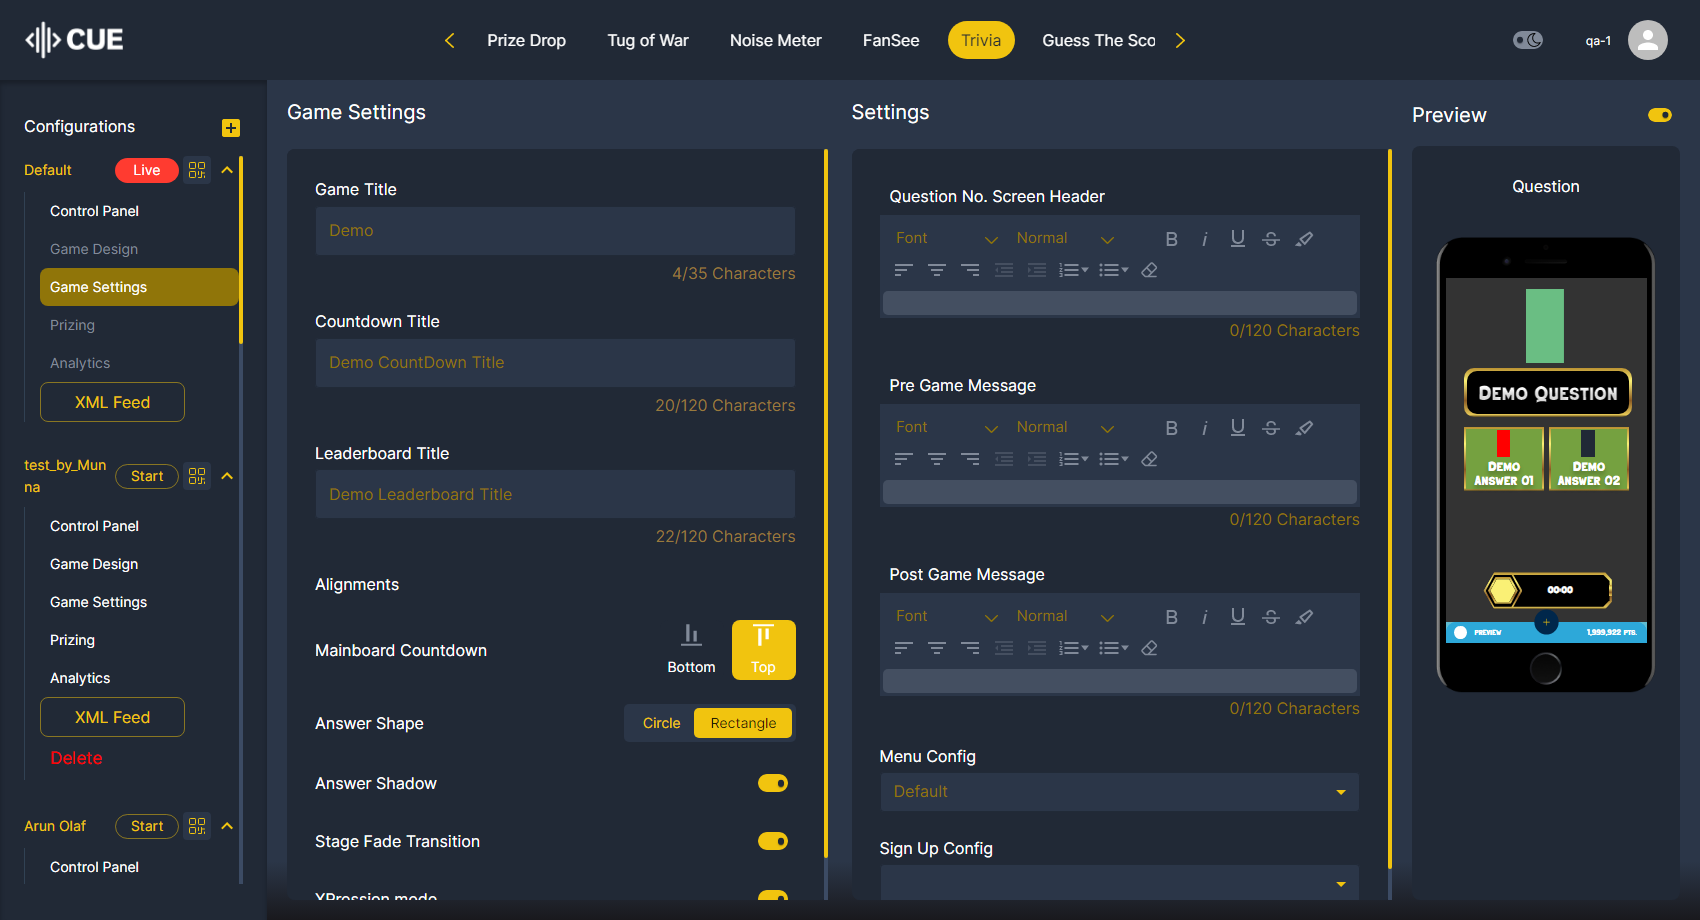 CUE
Prize Drop
Tug of War
Noise Meter
FanSee
Trivia
Guess The Sco
qa-1
Configurations
Default
Live
Control Panel
Game Design
Game Settings
Prizing
Analytics
XML Feed
test_by_Mun
na
Start
Control Panel
Game Design
Game Settings
Prizing
Analytics
XML Feed
Delete
Arun Olaf
Start
Control Panel
Game Settings
Game Title
Demo
4/35 Characters
Countdown Title
Demo CountDown Title
20/120 Characters
Leaderboard Title
Demo Leaderboard Title
22/120 Characters
Alignments
Mainboard Countdown
Bottom
Top
Answer Shape
Circle
Rectangle
Answer Shadow
Stage Fade Transition
XPression mode
Settings
Question No. Screen Header
Font
Normal
0/120 Characters
Pre Game Message
Font
Normal
0/120 Characters
Post Game Message
Font
Normal
0/120 Characters
Menu Config
Default
Sign Up Config
Preview
Question
DEMO QUESTION
DEMO
ANSWER 01
DEMO
ANSWER 02
00:00
PREVIEW
1,999,922 PTS.